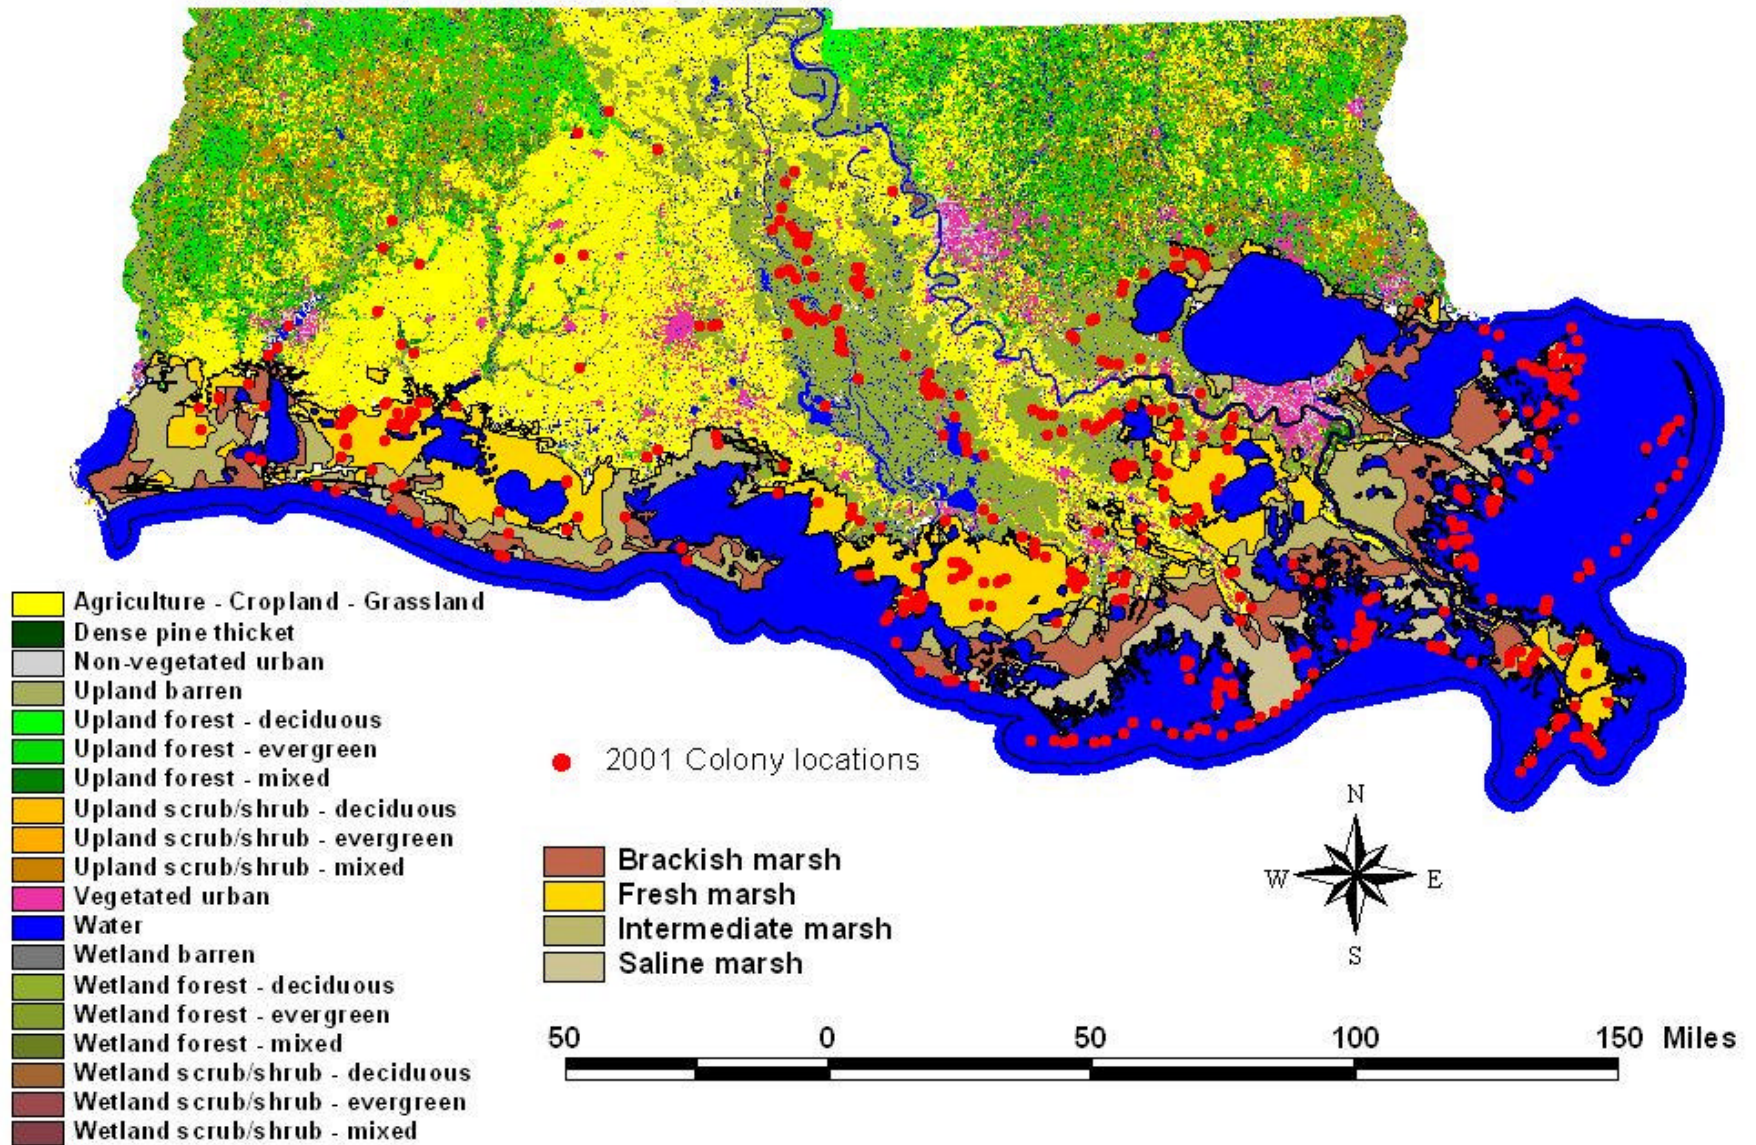 Agriculture - Cropland - Grassland
Dense pine thicket
Non-vegetated urban
Upland barren
Upland forest - deciduous
Upland forest - evergreen
Upland forest - mixed
Upland scrub/shrub - deciduous
Upland scrub/shrub - evergreen
Upland scrub/shrub - mixed
Vegetated urban
Water
Wetland barren
Wetland forest - deciduous
Wetland forest - evergreen
Wetland forest - mixed
Wetland scrub/shrub - deciduous
Wetland scrub/shrub - evergreen
Wetland scrub/shrub - mixed
2001 Colony locations
Brackish marsh
Fresh marsh
Intermediate marsh
Saline marsh
N
W E
S
50 0 50 100 150 Miles